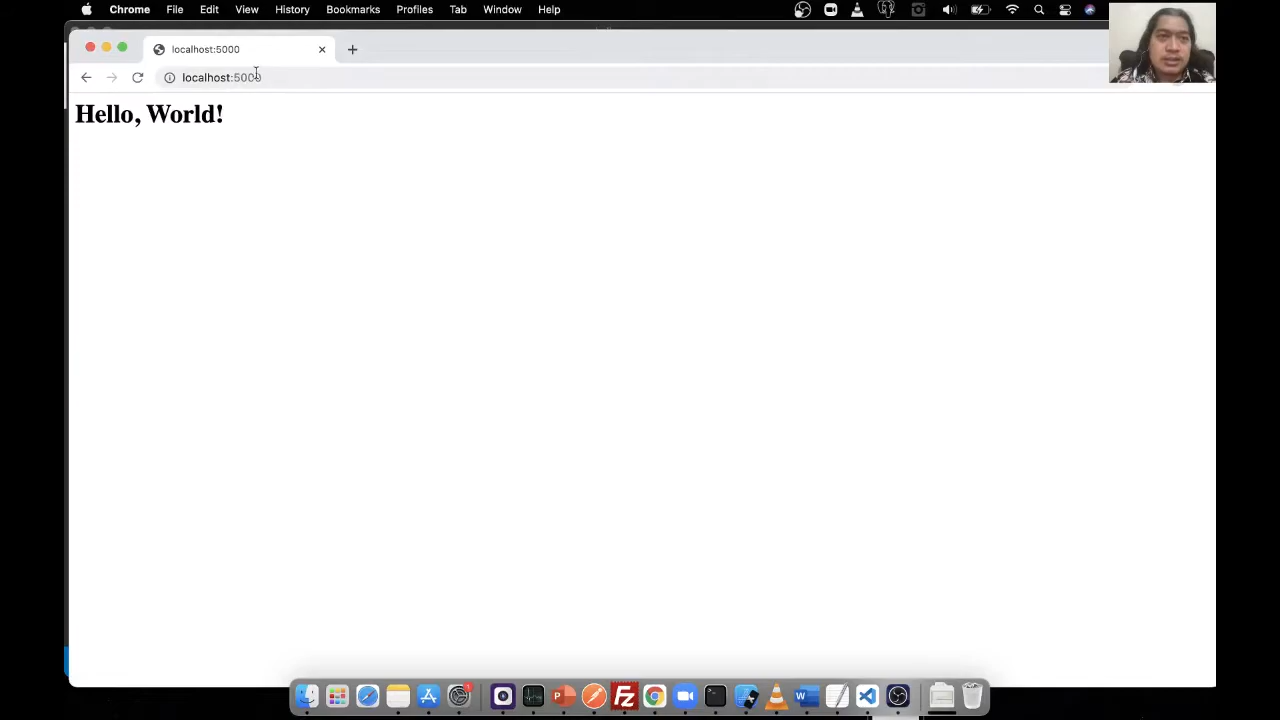 Chrome File Edit View History Bookmarks Profiles Tab Window Help
localhost:5000
localhost:5000
Hello, World!